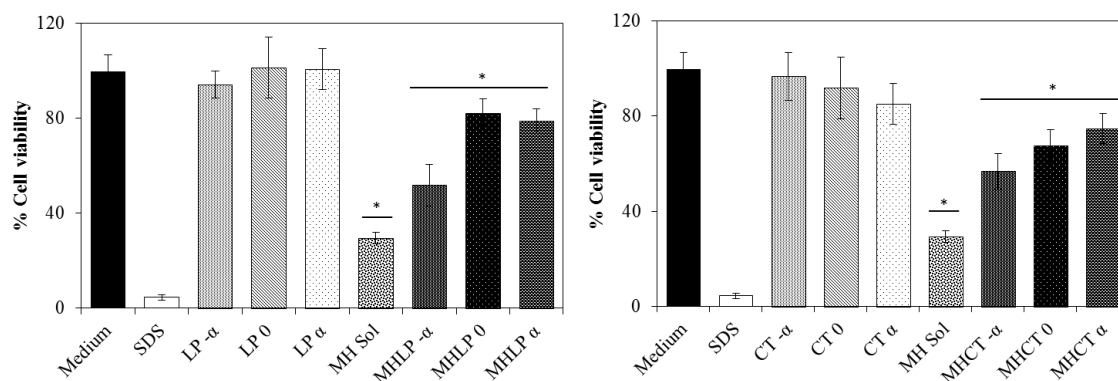 120
80
40
0
% Cell viability
*
*
Medium
SDS
LP -α
LP 0
LP α
MH Sol
MHLP -α
MHLP 0
MHLP α
120
80
40
0
% Cell viability
*
*
Medium
SDS
CT -α
CT 0
CT α
MH Sol
MHCT -α
MHCT 0
MHCT α